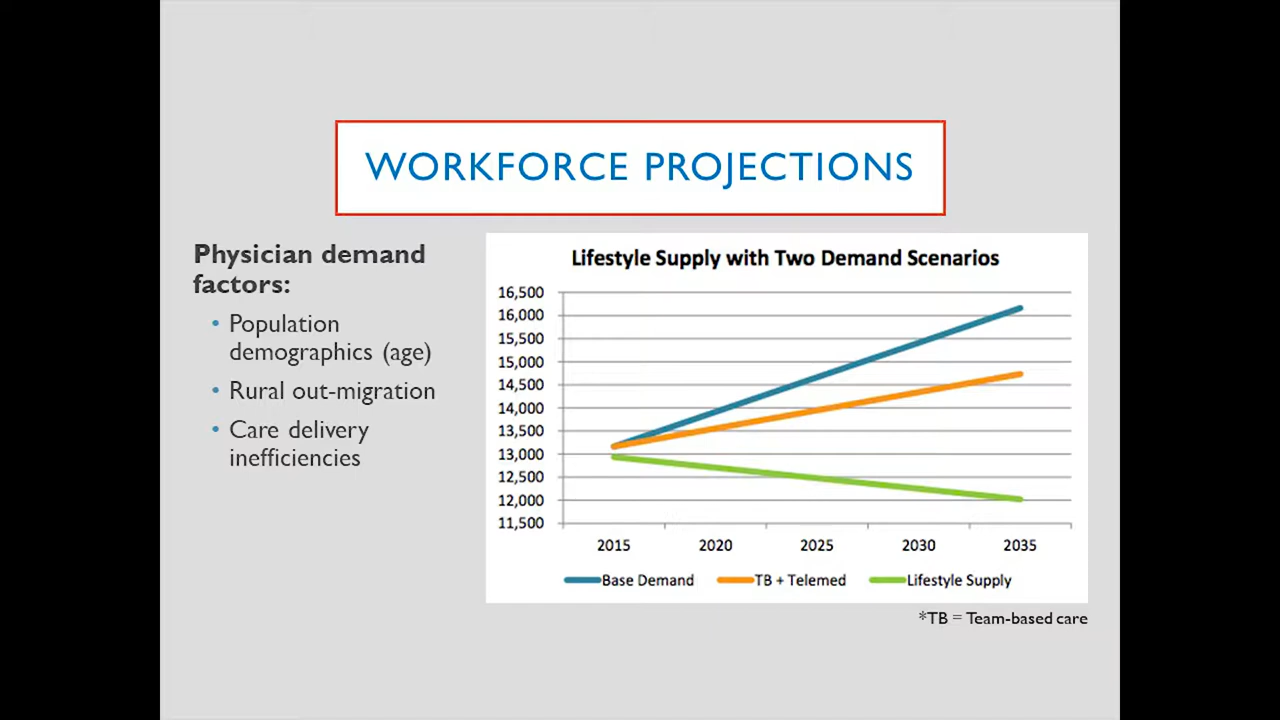 WORKFORCE PROJECTIONS
Physician demand
factors:
• Population
demographics (age)
• Rural out-migration
• Care delivery
inefficiencies
Lifestyle Supply with Two Demand Scenarios
16,500
16,000
15,500
15,000
14,500
14,000
13,500
13,000
12,500
12,000
11,500
2015 2020 2025 2030 2035
Base Demand TB + Telemed Lifestyle Supply
*TB = Team-based care